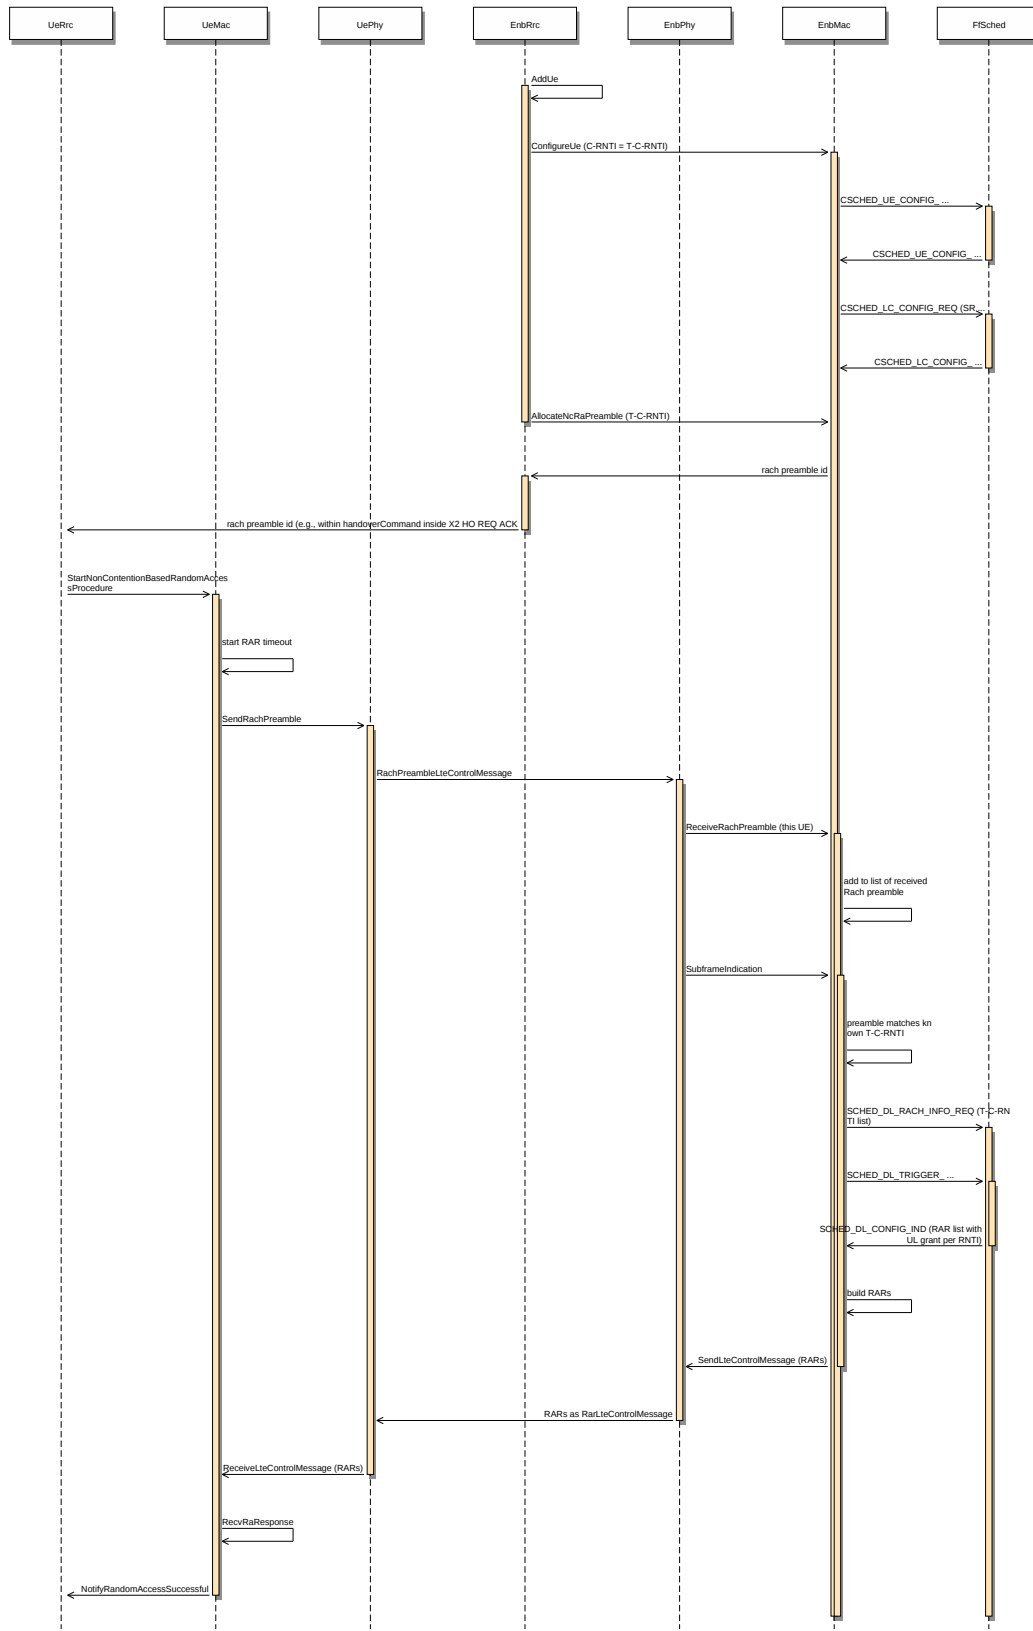 UeRrc
UeMac
UePhy
EnbRrc
EnbPhy
EnbMac
FfSched
AddUe
ConfigureUe (C-RNTI = T-C-RNTI)
CSCHED_UE_CONFIG_ ...
CSCHED_UE_CONFIG_ ...
CSCHED_LC_CONFIG_REQ (SR ...
CSCHED_LC_CONFIG_ ...
AllocateNcRaPreamble (T-C-RNTI)
rach preamble id
rach preamble id (e.g., within handoverCommand inside X2 HO REQ ACK
StartNonContentionBasedRandomAcces
sProcedure
start RAR timeout
SendRachPreamble
RachPreambleLteControlMessage
ReceiveRachPreamble (this UE)
add to list of received
Rach preamble
SubframeIndication
preamble matches kn
own T-C-RNTI
SCHED_DL_RACH_INFO_REQ (T-C-RN
TI list)
SCHED_DL_TRIGGER_ ...
SCHED_DL_CONFIG_IND (RAR list with
UL grant per RNTI)
build RARs
SendLteControlMessage (RARs)
RARs as RarLteControlMessage
ReceiveLteControlMessage (RARs)
RecvRaResponse
NotifyRandomAccessSuccessful